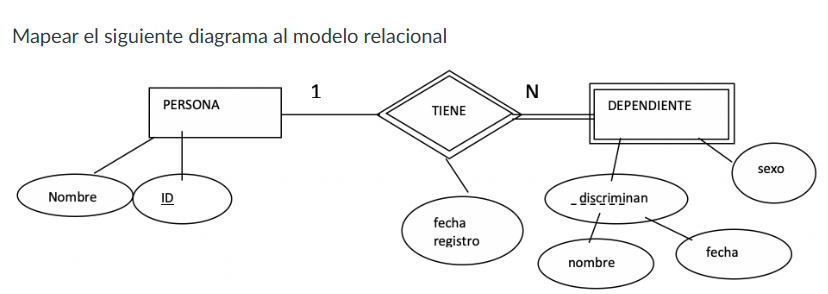 Mapear el siguiente diagrama al modelo relacional
1
N
PERSONA
TIENE
DEPENDIENTE
sexo
Nombre
ID
_ discriminan
fecha
registro
nombre
fecha